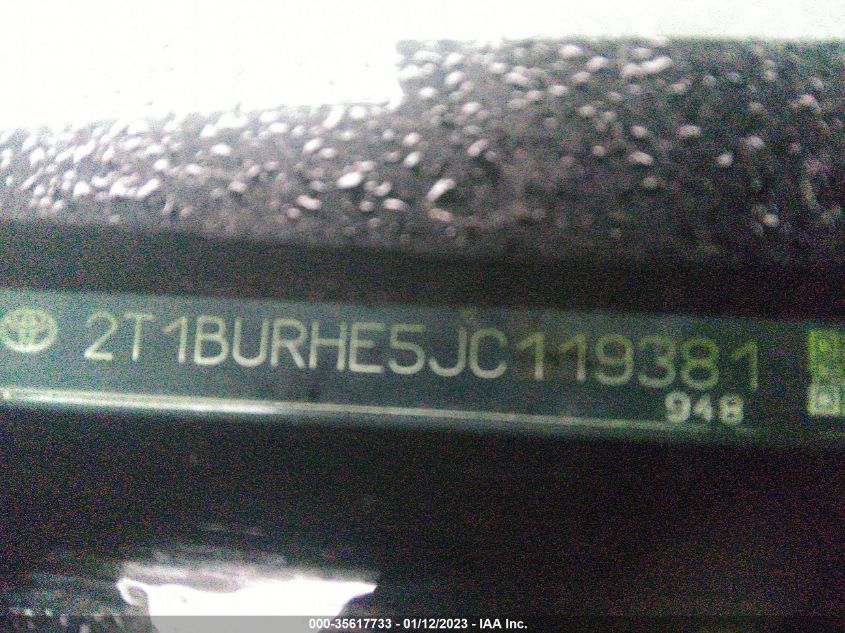 2T1BURHE5JC119381
948
000-35617733 - 01/12/2023 - IAA Inc.